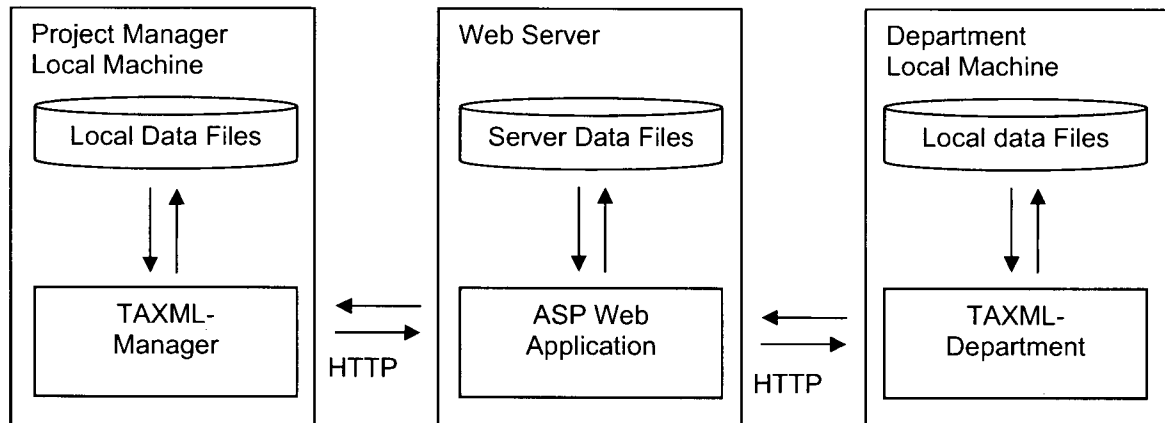 Project Manager
Local Machine
Local Data Files
TAXML-
Manager
HTTP
Web Server
Server Data Files
ASP Web
Application
HTTP
Department
Local Machine
Local data Files
TAXML-
Department